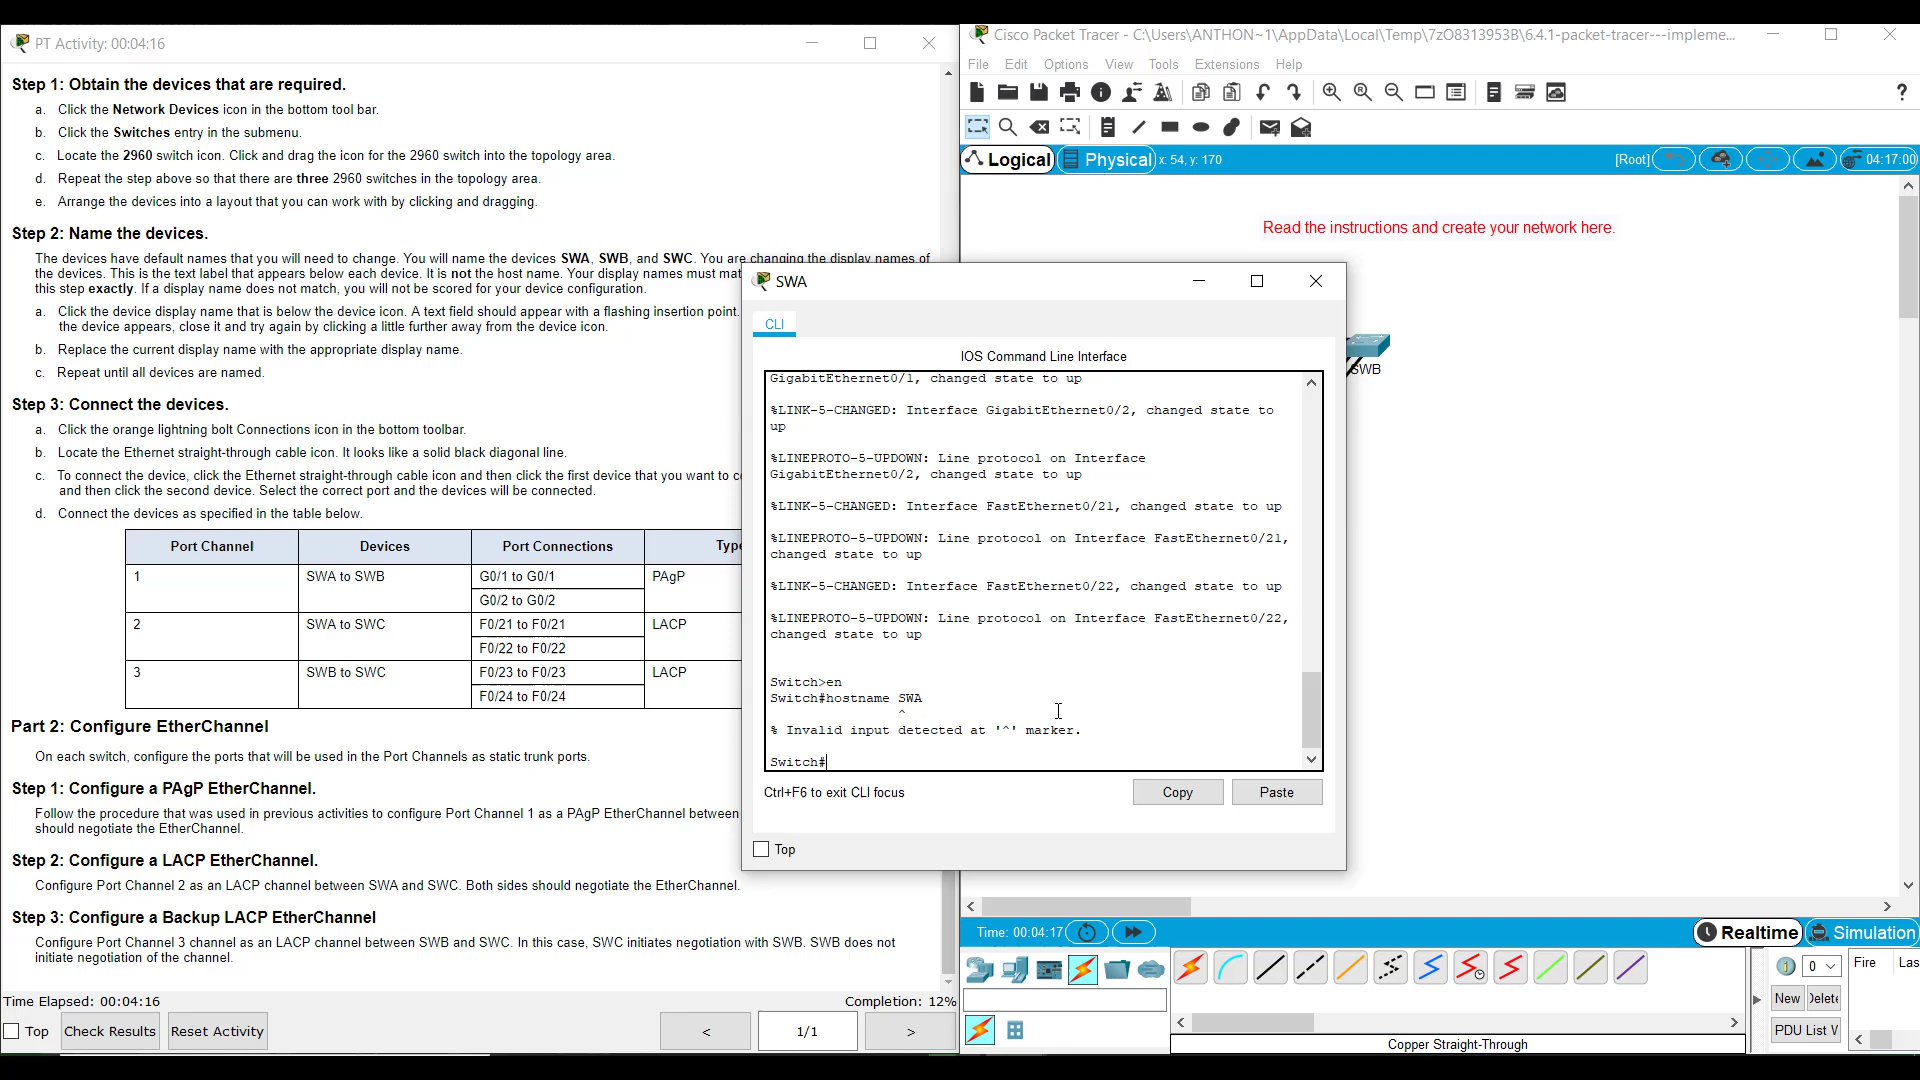 PT Activity: 00:04:16
Step 1: Obtain the devices that are required.
a. Click the Network Devices icon in the bottom tool bar.
b. Click the Switches entry in the submenu.
c. Locate the 2960 switch icon. Click and drag the icon for the 2960 switch into the topology area.
d. Repeat the step above so that there are three 2960 switches in the topology area.
e. Arrange the devices into a layout that you can work with by clicking and dragging.
Step 2: Name the devices.
The devices have default names that you will need to change. You will name the devices SWA, SWB, and SWC. You are changing the display names of
the devices. This is the text label that appears below each device. It is not the host name. Your display names must mat
this step exactly. If a display name does not match, you will not be scored for your device configuration.
a. Click the device display name that is below the device icon. A text field should appear with a flashing insertion point.
the device appears, close it and try again by clicking a little further away from the device icon.
b. Replace the current display name with the appropriate display name.
c. Repeat until all devices are named.
Step 3: Connect the devices.
a. Click the orange lightning bolt Connections icon in the bottom toolbar.
b. Locate the Ethernet straight-through cable icon. It looks like a solid black diagonal line.
c. To connect the device, click the Ethernet straight-through cable icon and then click the first device that you want to c
and then click the second device. Select the correct port and the devices will be connected.
d. Connect the devices as specified in the table below.
Port Channel Devices Port Connections Type
1 SWA to SWB G0/1 to G0/1 PAgP
G0/2 to G0/2
2 SWA to SWC F0/21 to F0/21 LACP
F0/22 to F0/22
3 SWB to SWC F0/23 to F0/23 LACP
F0/24 to F0/24
Part 2: Configure EtherChannel
On each switch, configure the ports that will be used in the Port Channels as static trunk ports.
Step 1: Configure a PAgP EtherChannel.
Follow the procedure that was used in previous activities to configure Port Channel 1 as a PAgP EtherChannel between
should negotiate the EtherChannel.
Step 2: Configure a LACP EtherChannel.
Configure Port Channel 2 as an LACP channel between SWA and SWC. Both sides should negotiate the EtherChannel.
Step 3: Configure a Backup LACP EtherChannel
Configure Port Channel 3 channel as an LACP channel between SWB and SWC. In this case, SWC initiates negotiation with SWB. SWB does not
initiate negotiation of the channel.
Time Elapsed: 00:04:16 Completion: 12%
Top Check Results Reset Activity < 1/1 >
Cisco Packet Tracer - C:\Users\ANTHON~1\AppData\Local\Temp\7zO8313953B\6.4.1-packet-tracer---impleme...
File Edit Options View Tools Extensions Help
?
Logical Physical x: 54, y: 170 [Root] 04:17:00
Read the instructions and create your network here.
SWB
SWA
CLI
IOS Command Line Interface
GigabitEthernet0/1, changed state to up
%LINK-5-CHANGED: Interface GigabitEthernet0/2, changed state to
up
%LINEPROTO-5-UPDOWN: Line protocol on Interface
GigabitEthernet0/2, changed state to up
%LINK-5-CHANGED: Interface FastEthernet0/21, changed state to up
%LINEPROTO-5-UPDOWN: Line protocol on Interface FastEthernet0/21,
changed state to up
%LINK-5-CHANGED: Interface FastEthernet0/22, changed state to up
%LINEPROTO-5-UPDOWN: Line protocol on Interface FastEthernet0/22,
changed state to up
Switch>en
Switch#hostname SWA
^
% Invalid input detected at '^' marker.
Switch#
Ctrl+F6 to exit CLI focus Copy Paste
Top
Time: 00:04:17 Realtime Simulation
0 Fire Las
New Delete
PDU List
Copper Straight-Through